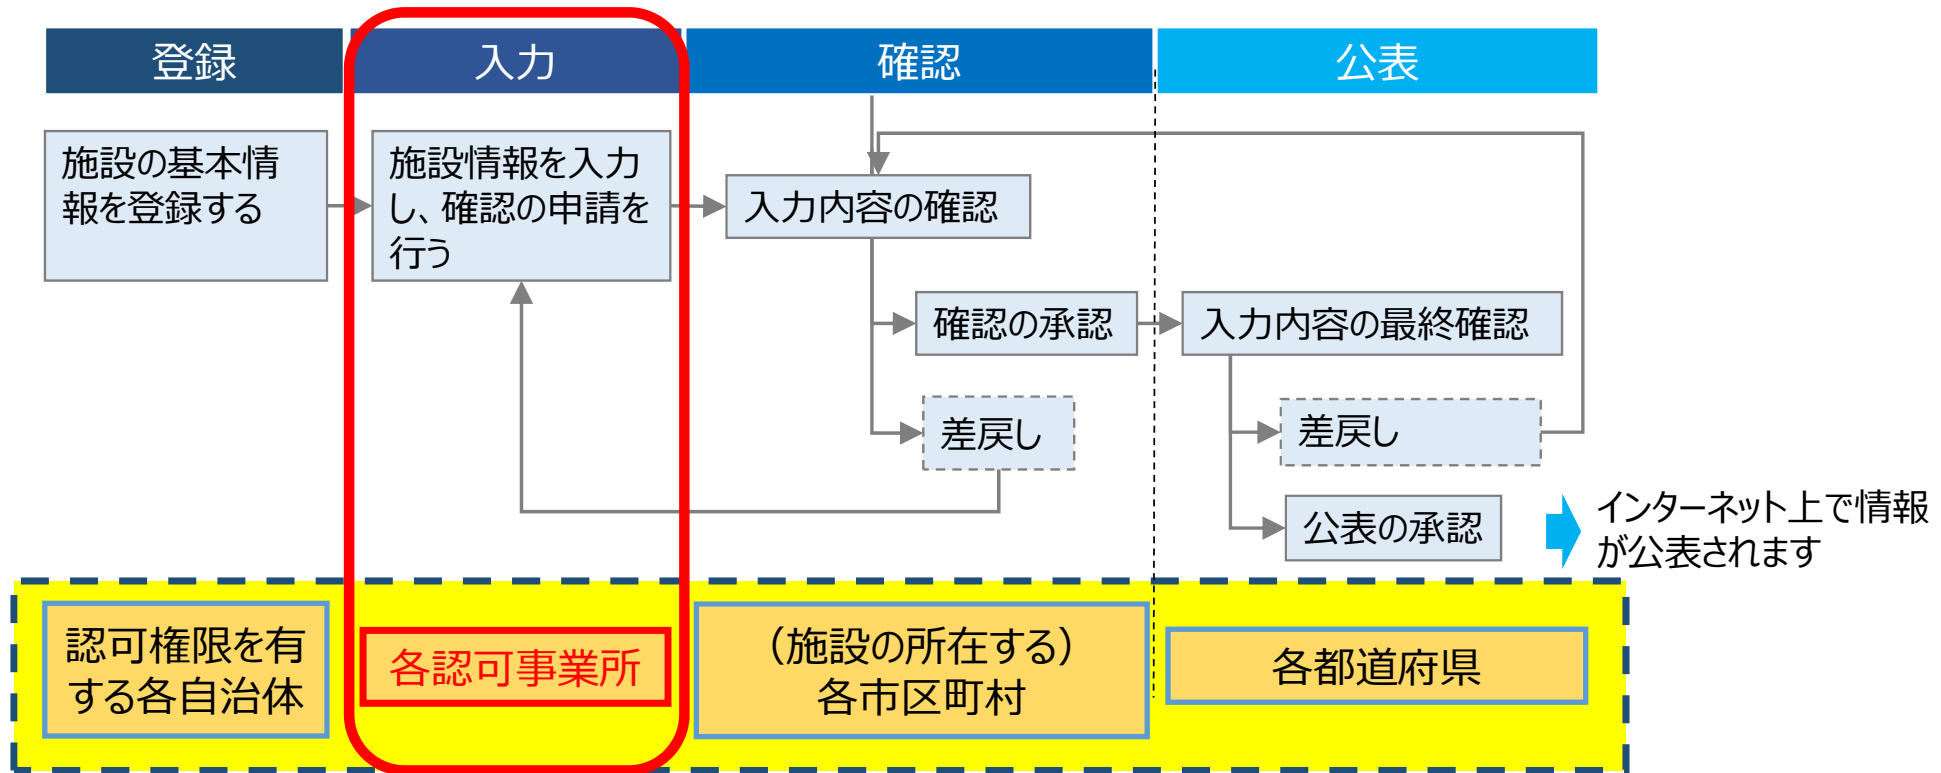 登録
入力
確認
公表
施設の基本情
報を登録する
施設情報を入力
し、確認の申請を
行う
入力内容の確認
確認の承認
入力内容の最終確認
差戻し
差戻し
公表の承認
インターネット上で情報
が公表されます
認可権限を有
する各自治体
各認可事業所
（施設の所在する）
各市区町村
各都道府県